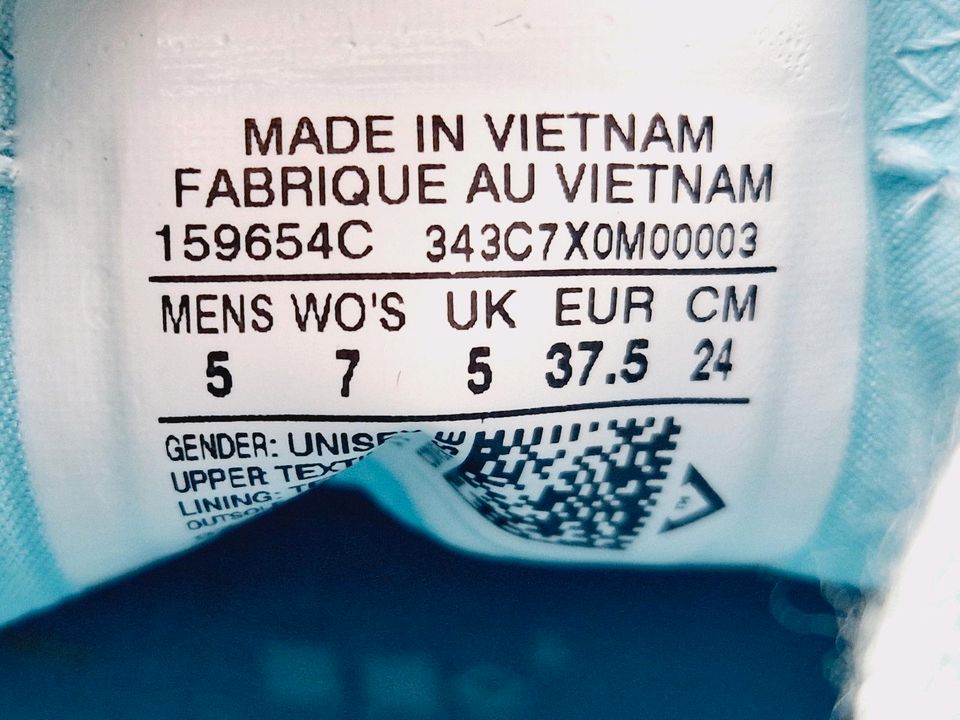 MADE IN VIETNAM
FABRIQUE AU VIETNAM
159654C 343C7X0M00003
MENS WO'S UK EUR CM
5 7 5 37.5 24
GENDER:
UPPER:
LINING: